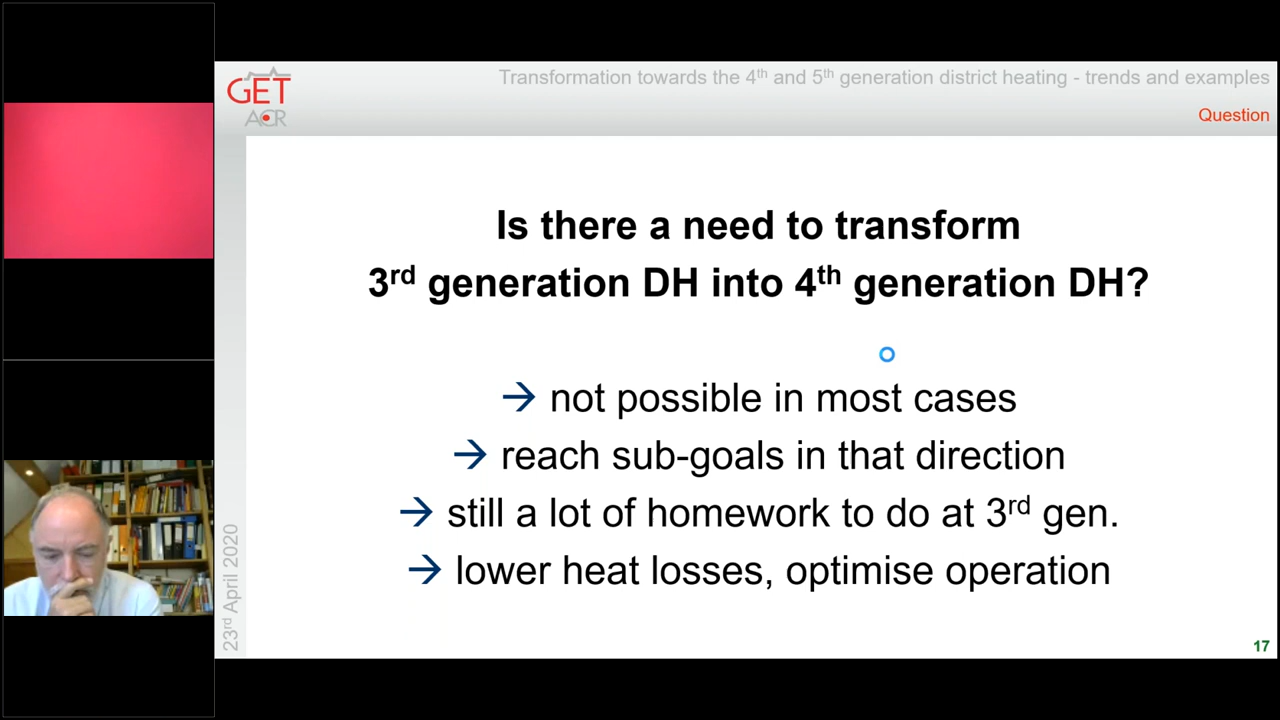 GET
ACR
Transformation towards the 4th and 5th generation district heating - trends and examples
Question
Is there a need to transform
3rd generation DH into 4th generation DH?
→ not possible in most cases
→ reach sub-goals in that direction
→ still a lot of homework to do at 3rd gen.
→ lower heat losses, optimise operation
23rd April 2020
17